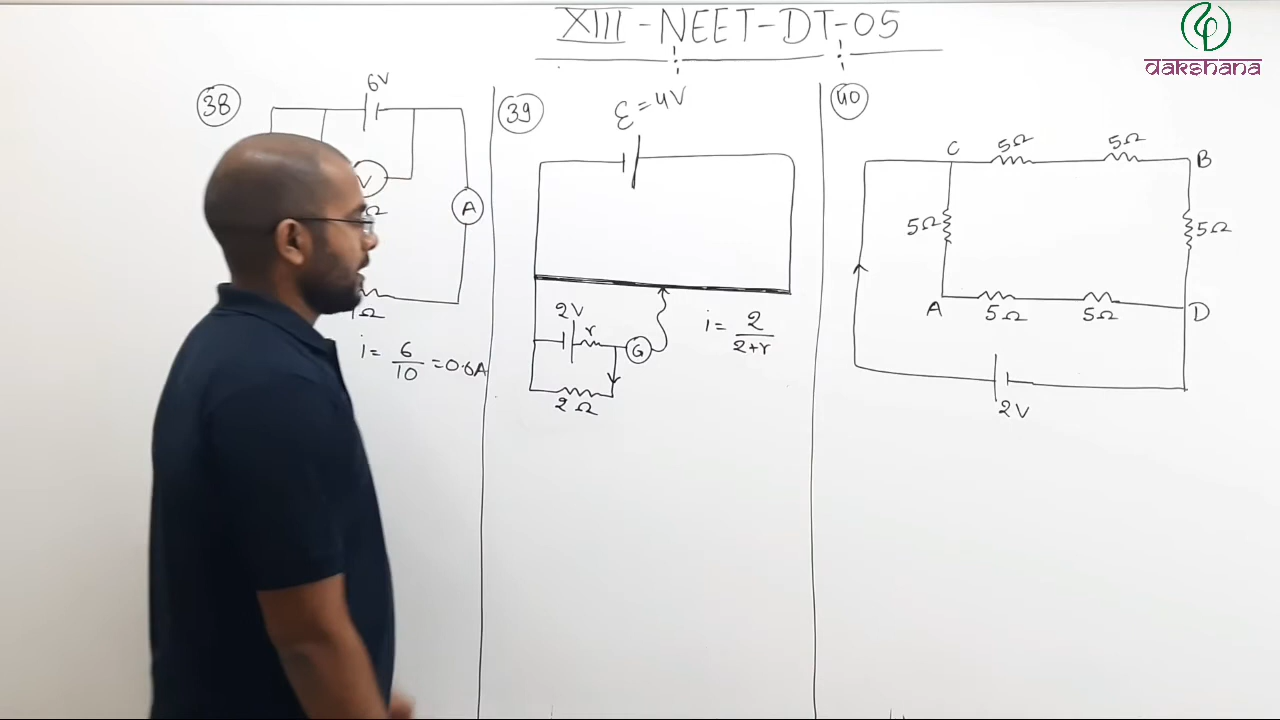 XIII - NEET - DT - 05
dakshana
38
6V
V
Ω
A
1Ω
i = 6/10 = 0.6A
39
ε = 4V
2V
r
G
2Ω
i = 2/2+r
40
C
5Ω
5Ω
B
5Ω
5Ω
A
5Ω
5Ω
D
2V